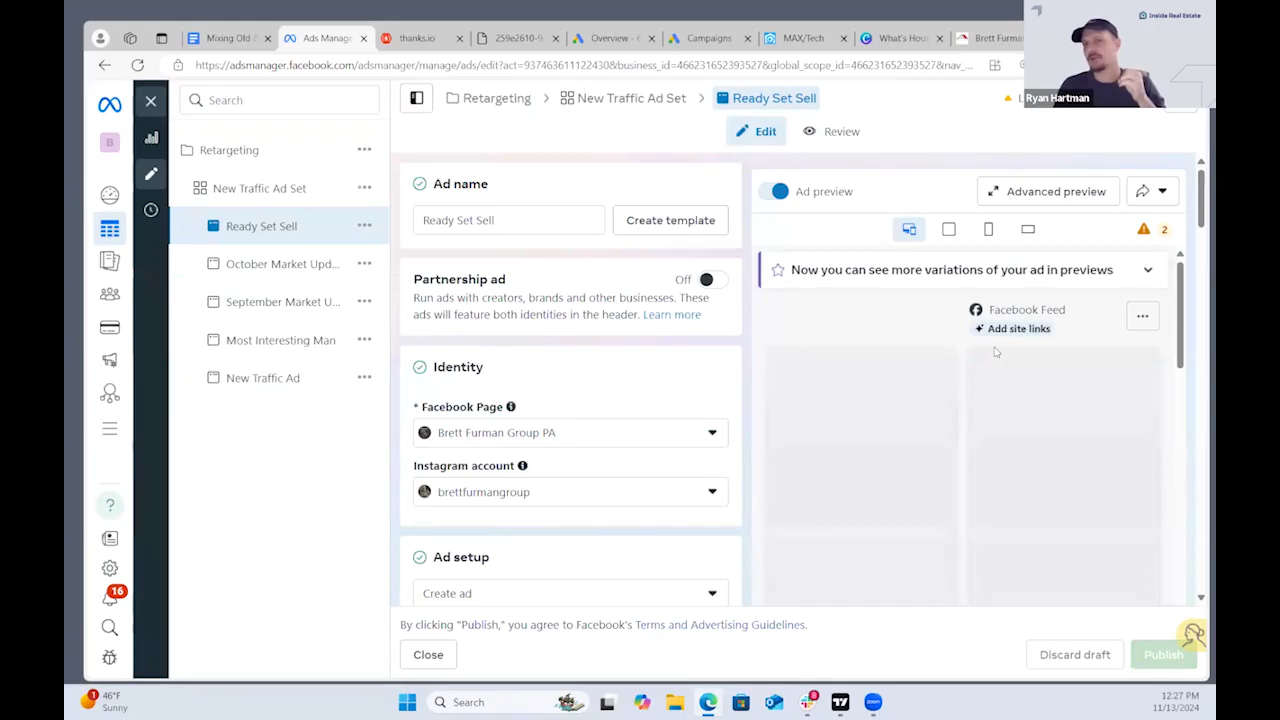 Mixing Old &
Ads Manage
thanks.io
259e2610-9
Overview - 
Campaigns
MAX/Tech
What's Hou
Brett Furman
Inside Real Estate
https://adsmanager.facebook.com/adsmanager/manage/ads/edit?act=937463611122430&business_id=466231652393527&global_scope_id=466231652393527&nav_...
Ryan Hartman
Search
Retargeting
New Traffic Ad Set
Ready Set Sell
Edit
Review
Retargeting
New Traffic Ad Set
Ready Set Sell
October Market Upd...
September Market U...
Most Interesting Man
New Traffic Ad
Ad name
Ready Set Sell
Create template
Partnership ad
Off
Run ads with creators, brands and other businesses. These
ads will feature both identities in the header. Learn more
Identity
* Facebook Page
Brett Furman Group PA
Instagram account
brettfurmangroup
Ad setup
Create ad
Ad preview
Advanced preview
2
Now you can see more variations of your ad in previews
Facebook Feed
Add site links
By clicking "Publish," you agree to Facebook's Terms and Advertising Guidelines.
Close
Discard draft
Publish
B
?
16
1
46°F
Sunny
Search
8
12:27 PM
11/13/2024